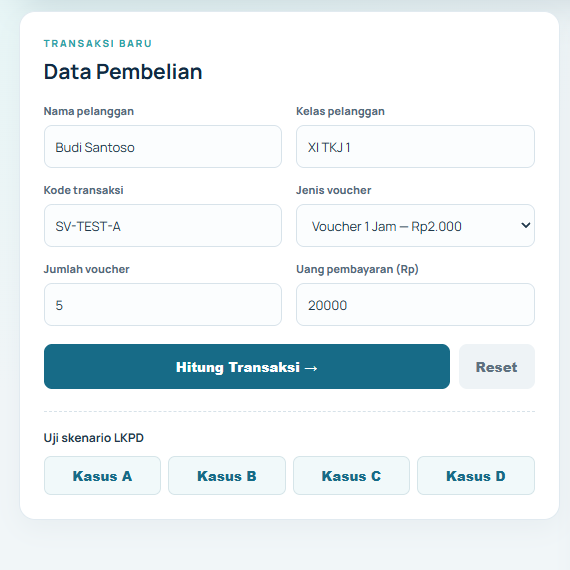 TRANSAKSI BARU
Data Pembelian
Nama pelanggan
Kelas pelanggan
Budi Santoso
XI TKJ 1
Kode transaksi
Jenis voucher
SV-TEST-A
Voucher 1 Jam — Rp2.000
Jumlah voucher
Uang pembayaran (Rp)
5
20000
Hitung Transaksi →
Reset
Uji skenario LKPD
Kasus A
Kasus B
Kasus C
Kasus D